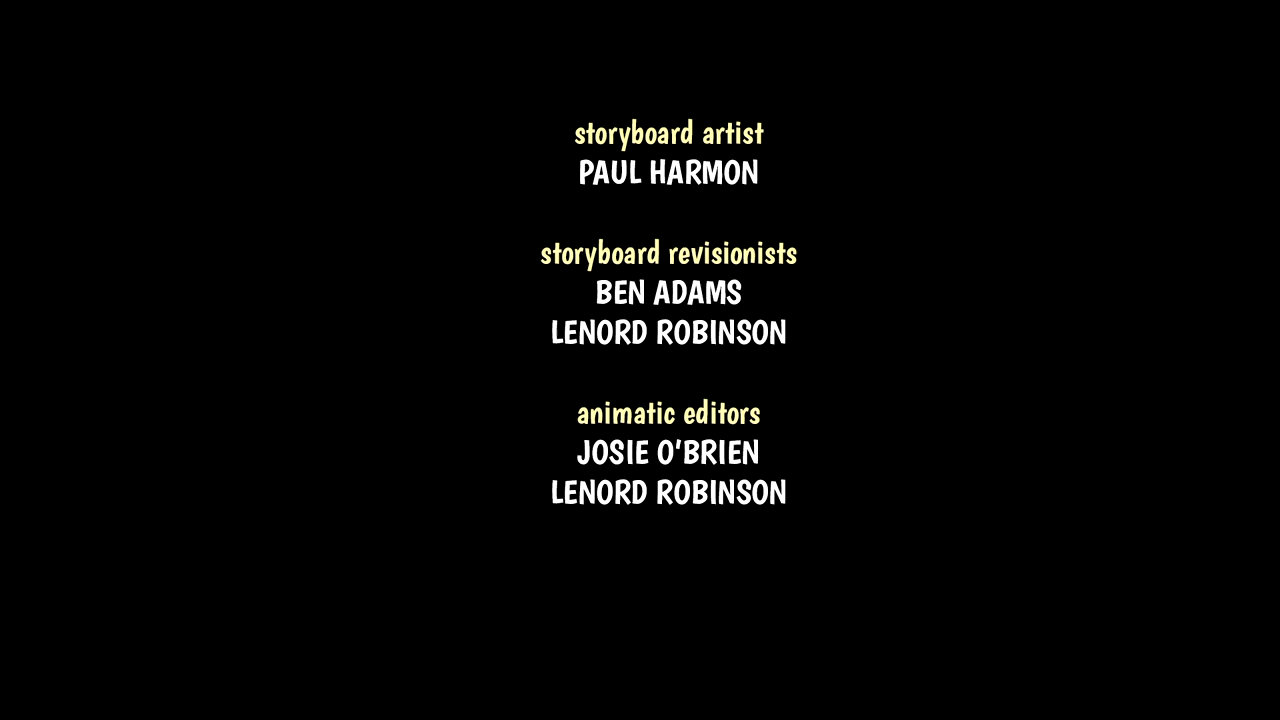 storyboard artist
PAUL HARMON
storyboard revisionists
BEN ADAMS
LENORD ROBINSON
animatic editors
JOSIE O'BRIEN
LENORD ROBINSON